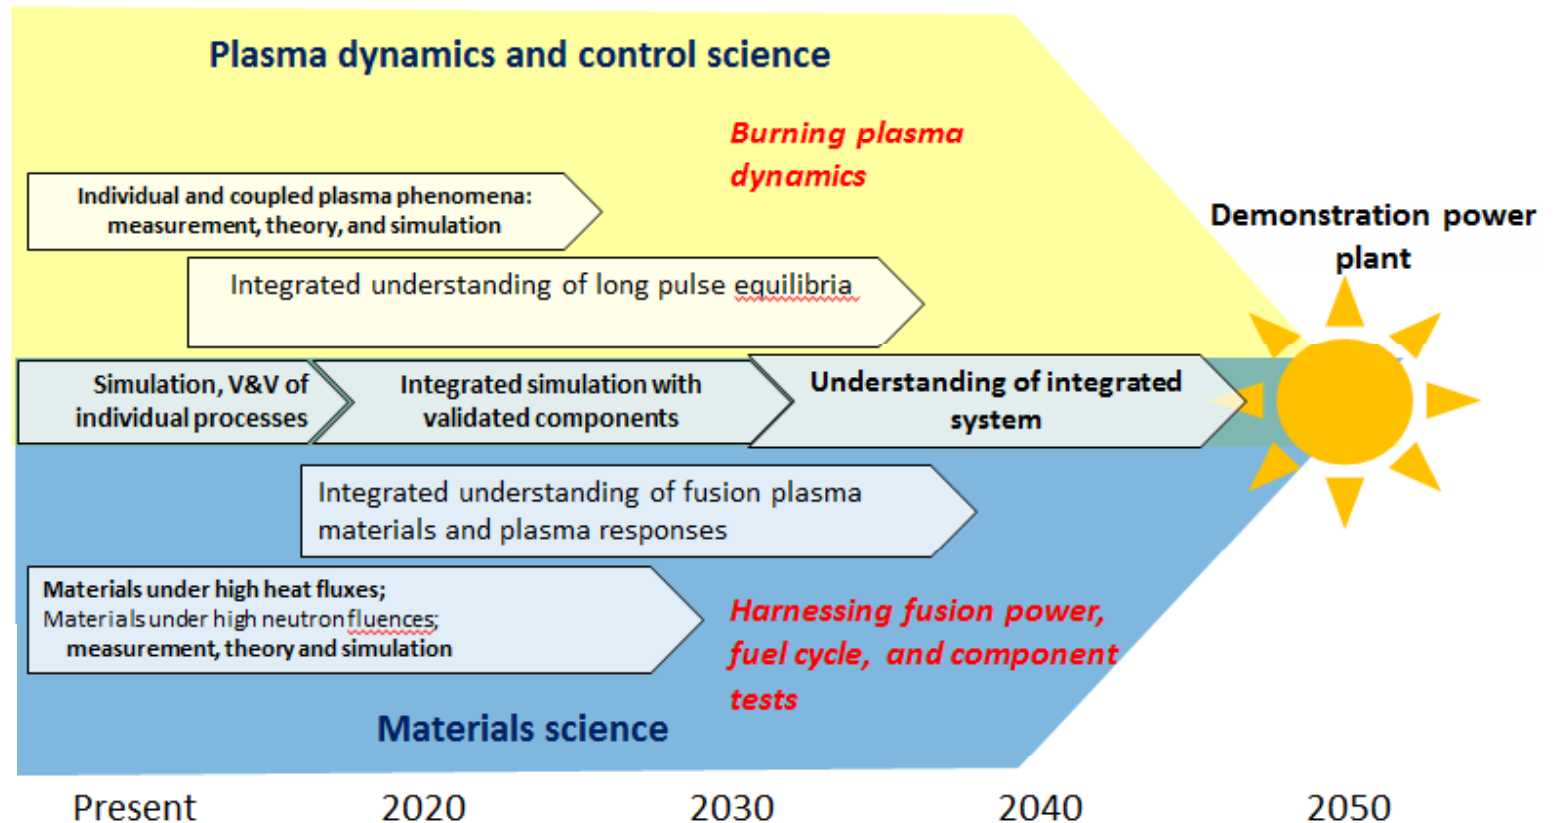 Plasma dynamics and control science
Burning plasma
dynamics
Individual and coupled plasma phenomena:
measurement, theory, and simulation
Demonstration power
plant
Integrated understanding of long pulse equilibria
Simulation, V&V of
individual processes
Integrated simulation with
validated components
Understanding of integrated
system
Integrated understanding of fusion plasma
materials and plasma responses
Materials under high heat fluxes;
Materials under high neutron fluences;
measurement, theory and simulation
Harnessing fusion power,
fuel cycle, and component
tests
Materials science
Present 2020 2030 2040 2050